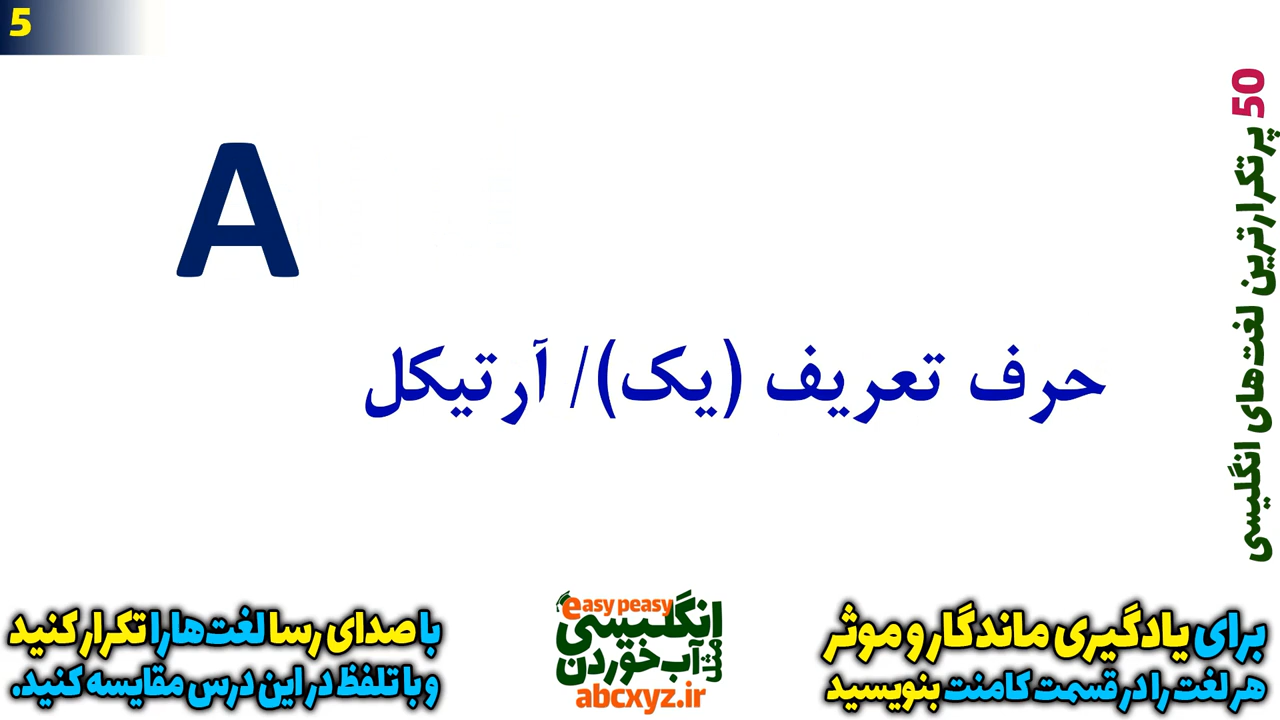 5
50 پرتکرارترین لغت‌های انگلیسی
A
حرف تعریف (یک)/ آرتیکل
برای یادگیری ماندگار و موثر
هر لغت را در قسمت کامنت بنویسید
easy peasy
انگلیسی
مثل آب خوردن
abcxyz.ir
با صدای رسا لغت‌ها را تکرار کنید
و با تلفظ در این درس مقایسه کنید.